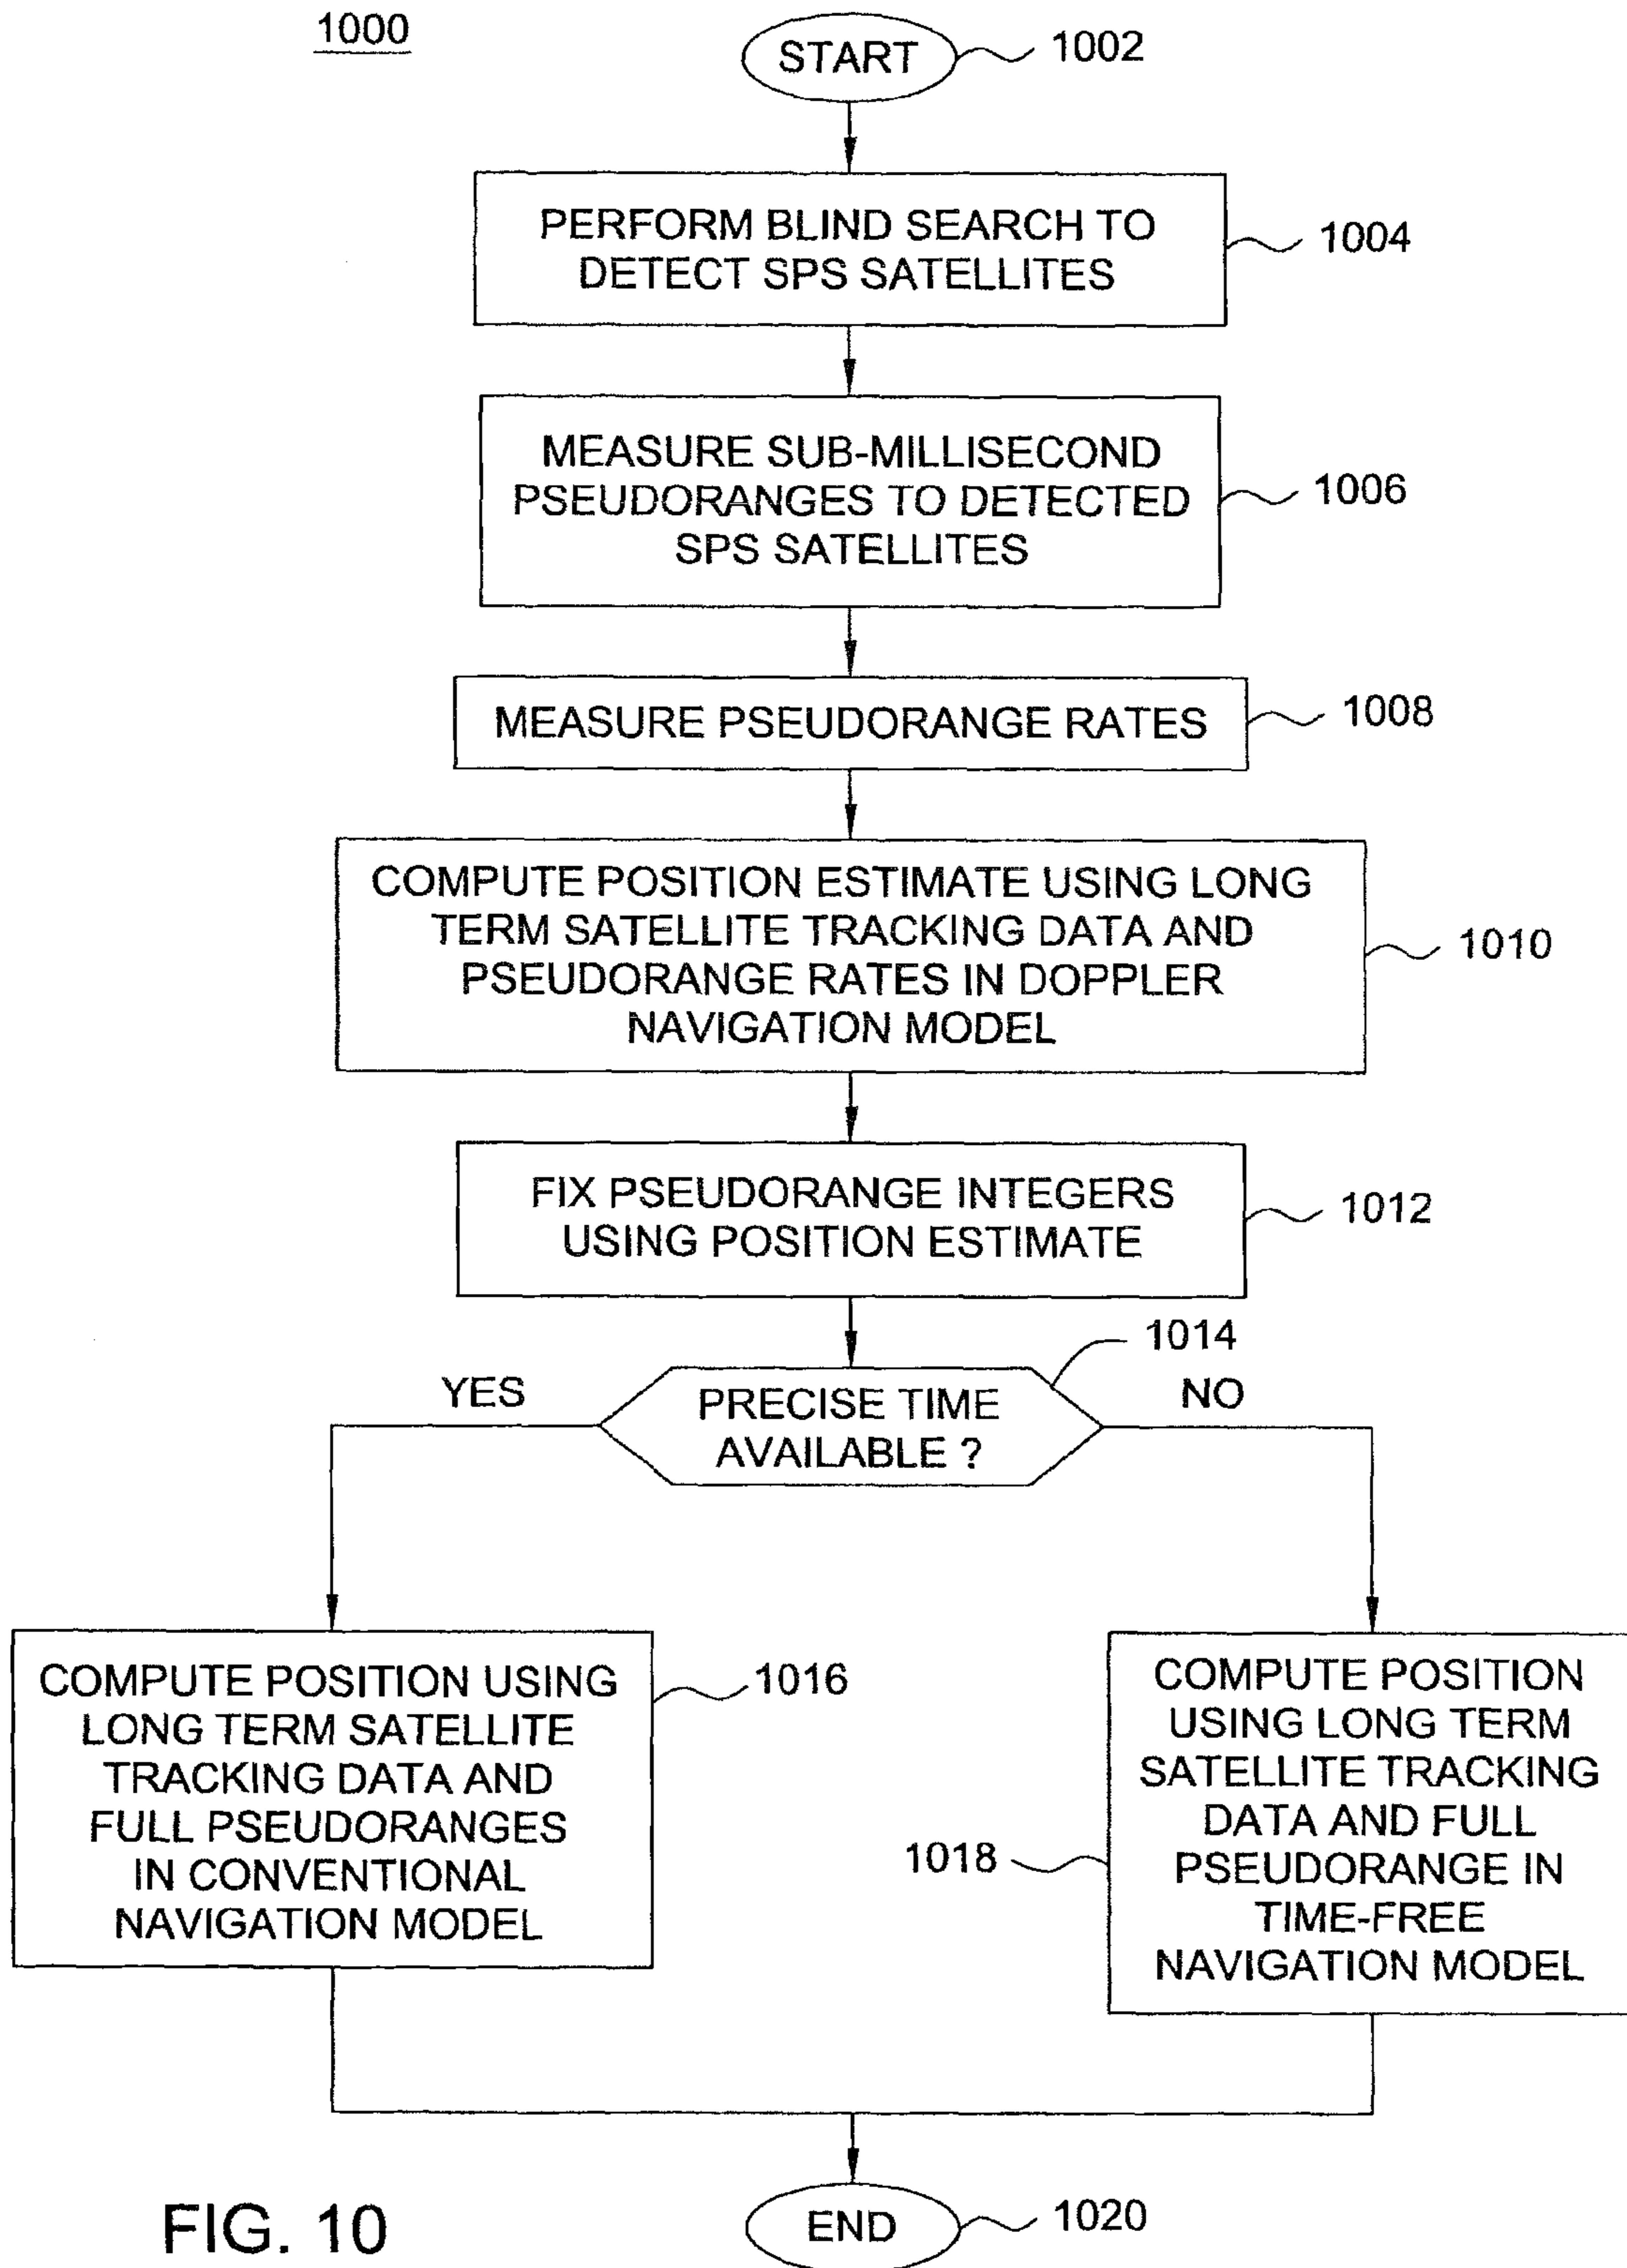 1000
START
1002
PERFORM BLIND SEARCH TO
DETECT SPS SATELLITES
1004
MEASURE SUB-MILLISECOND
PSEUDORANGES TO DETECTED
SPS SATELLITES
1006
MEASURE PSEUDORANGE RATES
1008
COMPUTE POSITION ESTIMATE USING LONG
TERM SATELLITE TRACKING DATA AND
PSEUDORANGE RATES IN DOPPLER
NAVIGATION MODEL
1010
FIX PSEUDORANGE INTEGERS
USING POSITION ESTIMATE
1012
1014
YES
PRECISE TIME
AVAILABLE ?
NO
COMPUTE POSITION USING
LONG TERM SATELLITE
TRACKING DATA AND
FULL PSEUDORANGES
IN CONVENTIONAL
NAVIGATION MODEL
1016
COMPUTE POSITION
USING LONG TERM
SATELLITE TRACKING
DATA AND FULL
PSEUDORANGE IN
TIME-FREE
NAVIGATION MODEL
1018
END
1020
FIG. 10